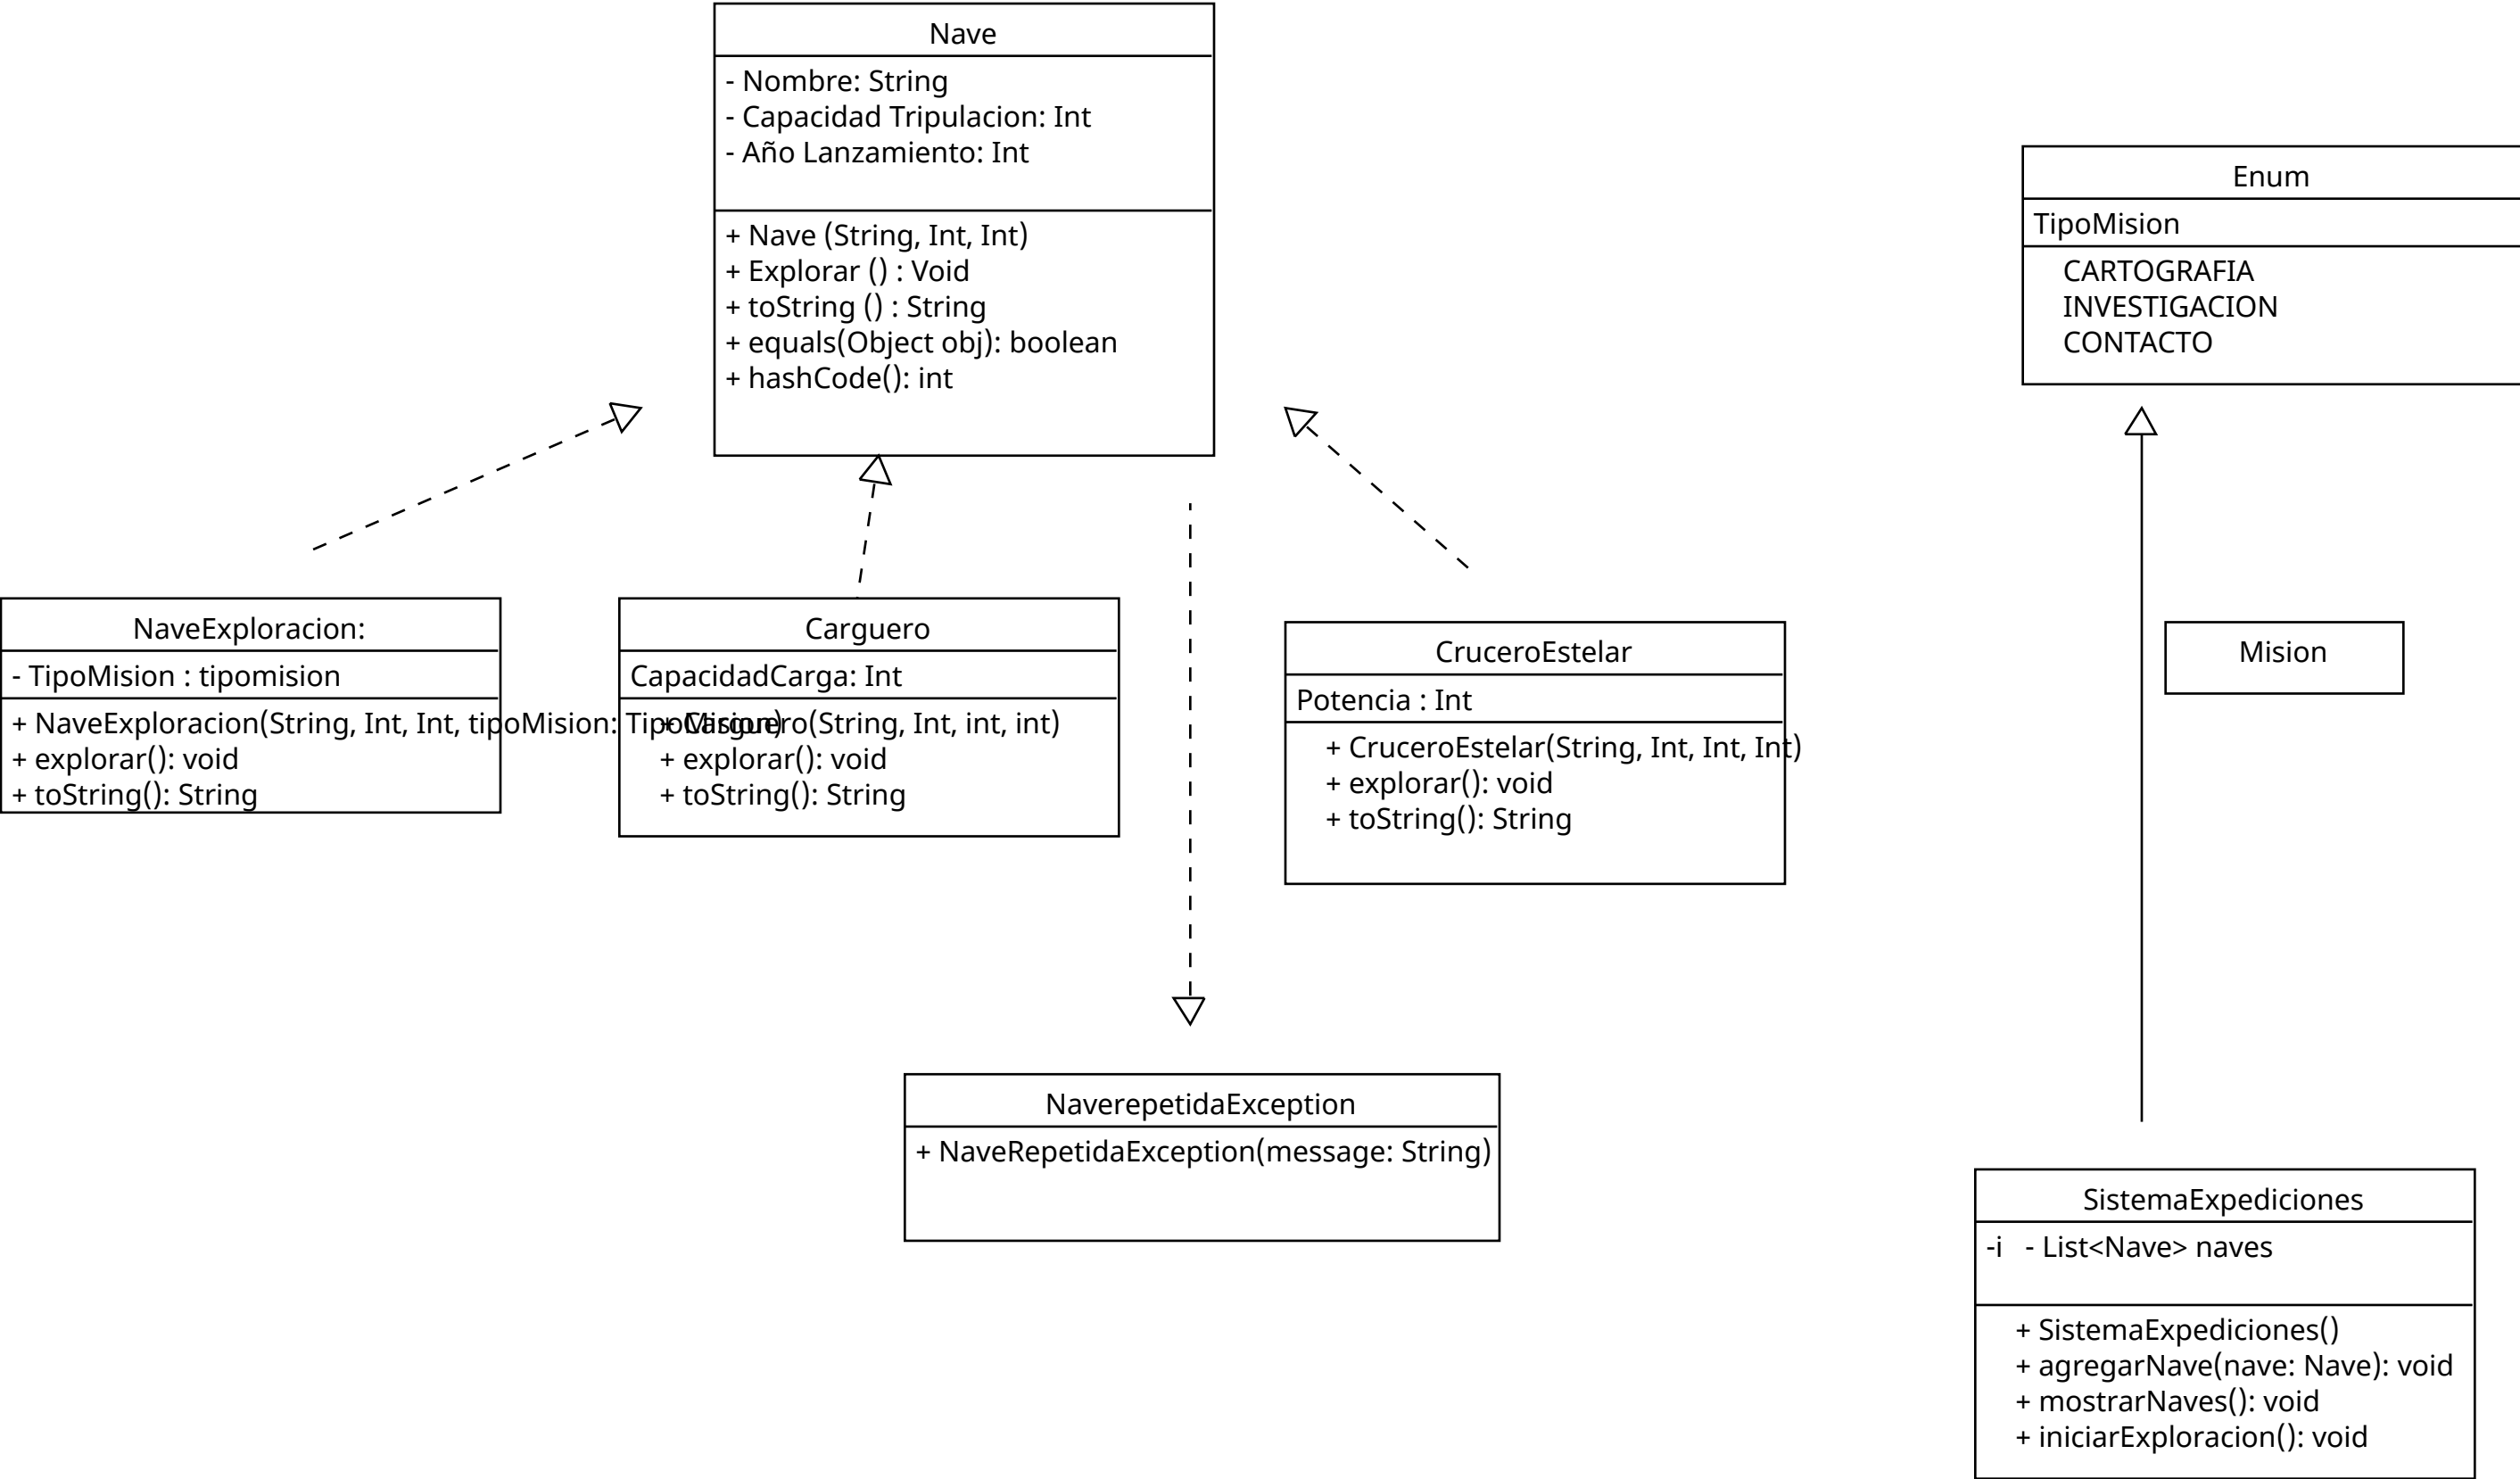 Nave
- Nombre: String
- Capacidad Tripulacion: Int
- Año Lanzamiento: Int
+ Nave (String, Int, Int)
+ Explorar () : Void
+ toString () : String
+ equals(Object obj): boolean
+ hashCode(): int
Enum
TipoMision
CARTOGRAFIA
INVESTIGACION
CONTACTO
NaveExploracion:
- TipoMision : tipomision
+ NaveExploracion(String, Int, Int, tipoMision: TipoMision)
+ explorar(): void
+ toString(): String
Carguero
CapacidadCarga: Int
+ Carguero(String, Int, int, int)
+ explorar(): void
+ toString(): String
CruceroEstelar
Potencia : Int
+ CruceroEstelar(String, Int, Int, Int)
+ explorar(): void
+ toString(): String
Mision
NaverepetidaException
+ NaveRepetidaException(message: String)
SistemaExpediciones
-i - List<Nave> naves
+ SistemaExpediciones()
+ agregarNave(nave: Nave): void
+ mostrarNaves(): void
+ iniciarExploracion(): void